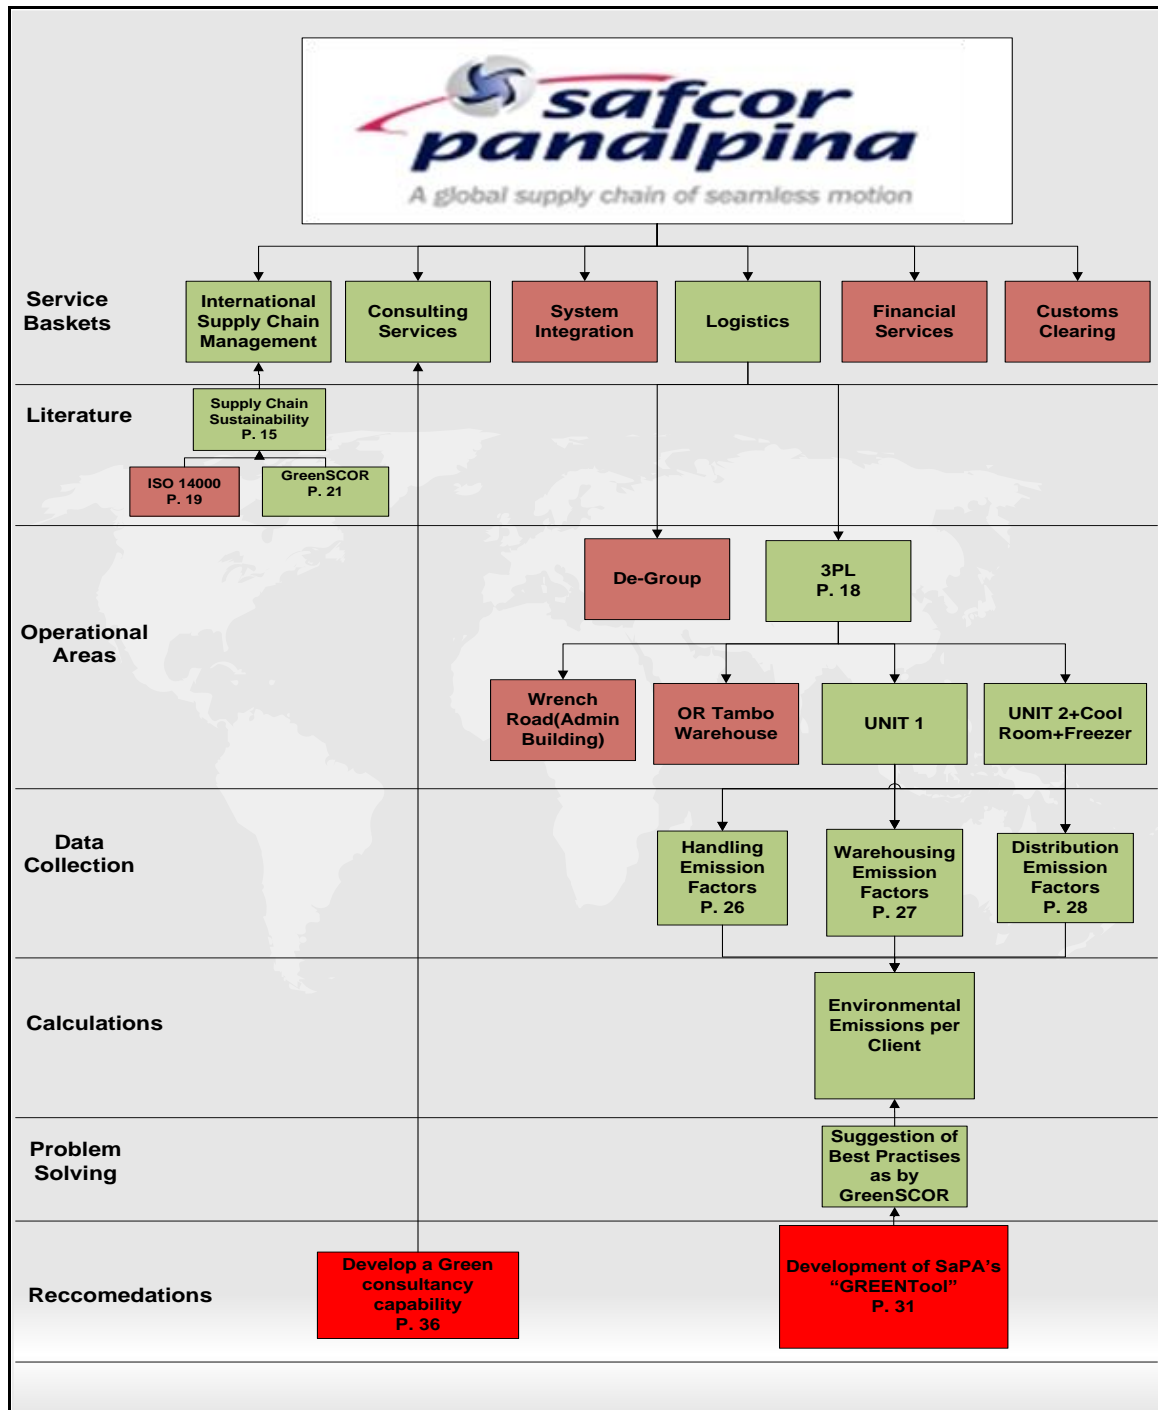 safcor
panalpina
A global supply chain of seamless motion
Service
Baskets
International
Supply Chain
Management
Consulting
Services
System
Integration
Logistics
Financial
Services
Customs
Clearing
Literature
Supply Chain
Sustainability
P. 15
ISO 14000
P. 19
GreenSCOR
P. 21
Operational
Areas
De-Group
3PL
P. 18
Wrench
Road(Admin
Building)
OR Tambo
Warehouse
UNIT 1
UNIT 2+Cool
Room+Freezer
Data
Collection
Handling
Emission
Factors
P. 26
Warehousing
Emission
Factors
P. 27
Distribution
Emission
Factors
P. 28
Calculations
Environmental
Emissions per
Client
Problem
Solving
Suggestion of
Best Practises
as by
GreenSCOR
Reccomedations
Develop a Green
consultancy
capability
P. 36
Development of SaPA's
“GREENTool”
P. 31